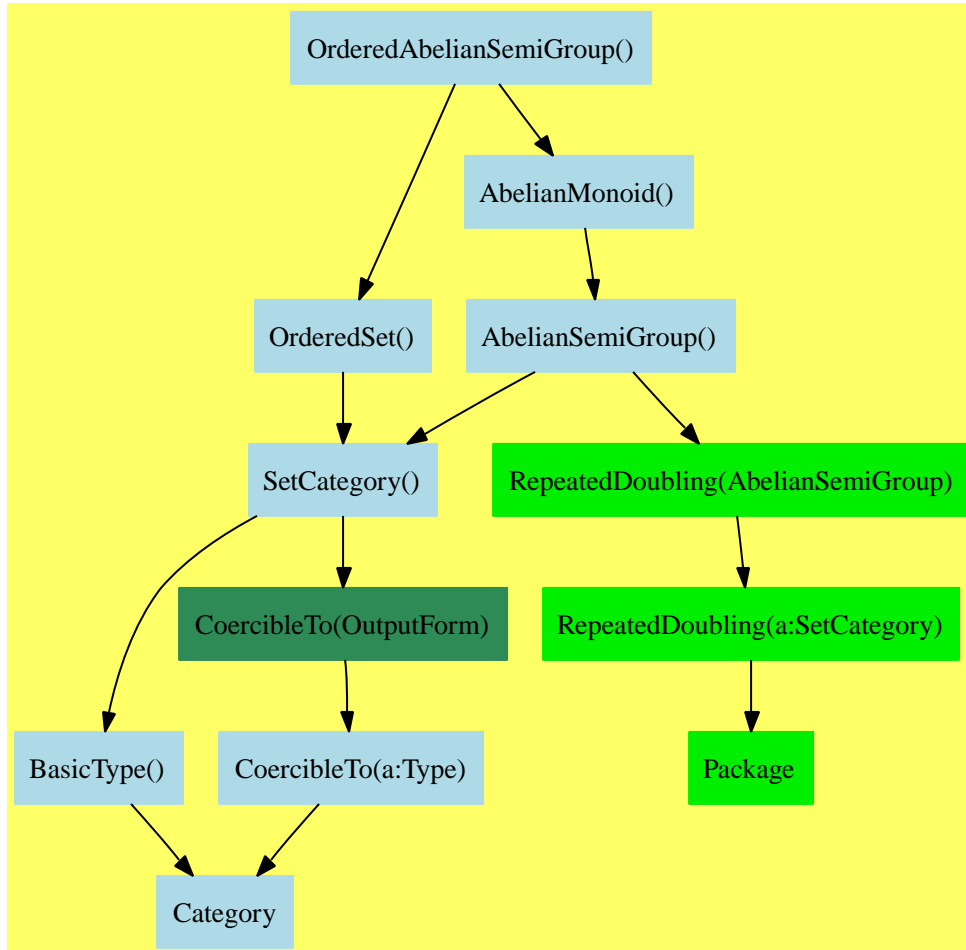 OrderedAbelianSemiGroup()
AbelianMonoid()
OrderedSet()
AbelianSemiGroup()
SetCategory()
RepeatedDoubling(AbelianSemiGroup)
CoercibleTo(OutputForm)
RepeatedDoubling(a:SetCategory)
BasicType()
CoercibleTo(a:Type)
Package
Category